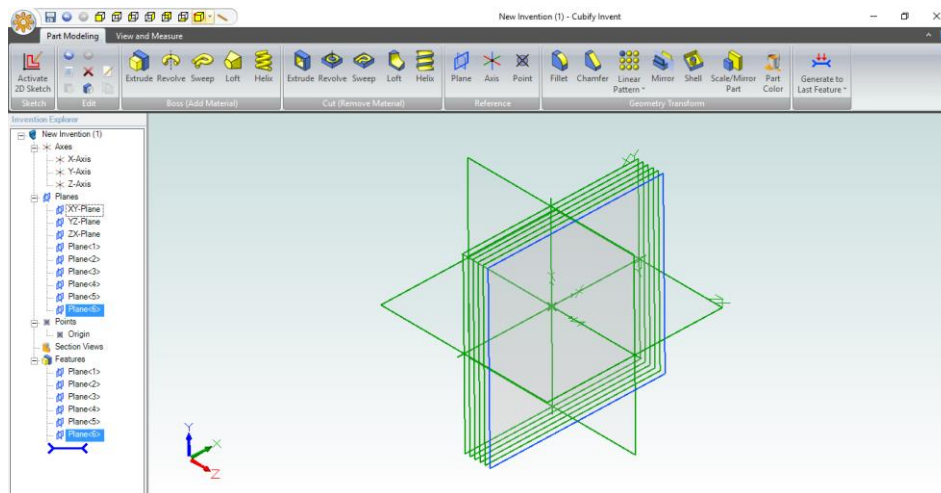 New Invention (1) - Cubify Invent
Part Modeling View and Measure
Activate 2D Sketch
Extrude Revolve Sweep Loft Helix
Extrude Revolve Sweep Loft Helix
Plane Axis Point
Fillet Chamfer Linear Pattern Mirror Shell Scale/Mirror Part Part Color
Generate to Last Feature
Sketch Edit Boss (Add Material) Cut (Remove Material) Reference Geometry Transform
Invention Explorer
New Invention (1)
Axes
X-Axis
Y-Axis
Z-Axis
Planes
XY-Plane
YZ-Plane
ZX-Plane
Plane<1>
Plane<2>
Plane<3>
Plane<4>
Plane<5>
Plane<6>
Points
Origin
Section Views
Features
Plane<1>
Plane<2>
Plane<3>
Plane<4>
Plane<5>
Plane<6>
Y
X
Z